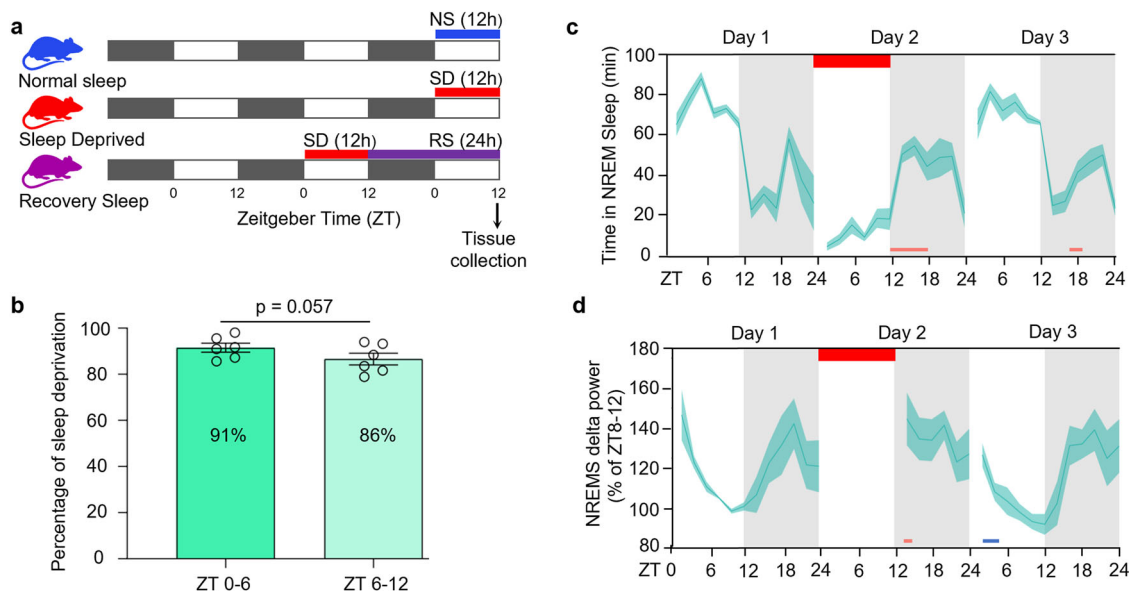 a
NS (12h)
Normal sleep
SD (12h)
Sleep Deprived
SD (12h)
RS (24h)
Recovery Sleep
0
12
0
12
0
12
Zeitgeber Time (ZT)
Tissue
collection
b
p = 0.057
Percentage of sleep deprivation
100
80
60
40
20
0
91%
86%
ZT 0-6
ZT 6-12
c
Day 1
Day 2
Day 3
Time in NREM Sleep (min)
100
80
60
40
20
0
ZT
6
12
24
6
12
18
24
6
12
18
24
d
Day 1
Day 2
Day 3
NREMS delta power
(% of ZT8-12)
180
160
140
120
100
80
ZT 0
6
12
18
24
6
12
18
24
6
12
18
24